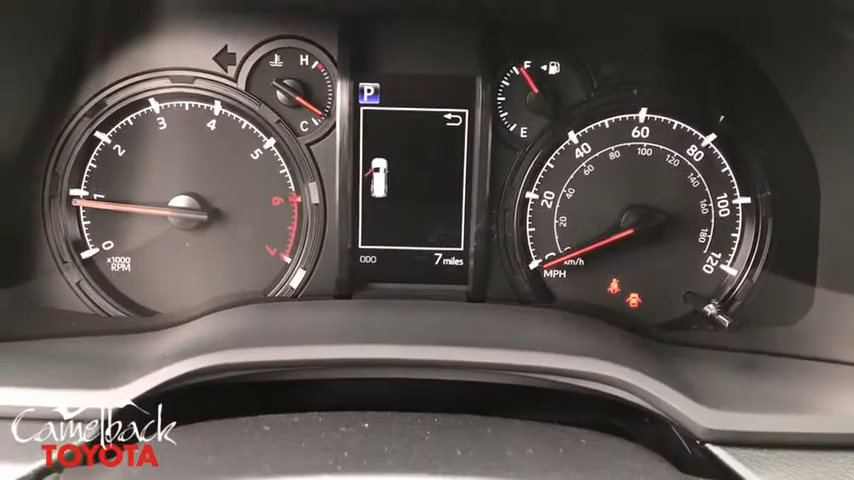 0 1 2 3 4 5 6 7
x1000
RPM
H
C
P
ODO 7 miles
F
E
20 40 60 80 100 120
20 60 80 100 120 140 160 180
km/h
MPH
Camelback
TOYOTA